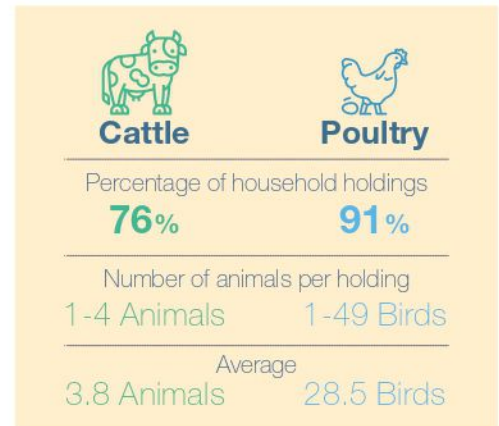 Cattle Poultry
Percentage of household holdings
76% 91%
Number of animals per holding
1-4 Animals 1-49 Birds
Average
3.8 Animals 28.5 Birds